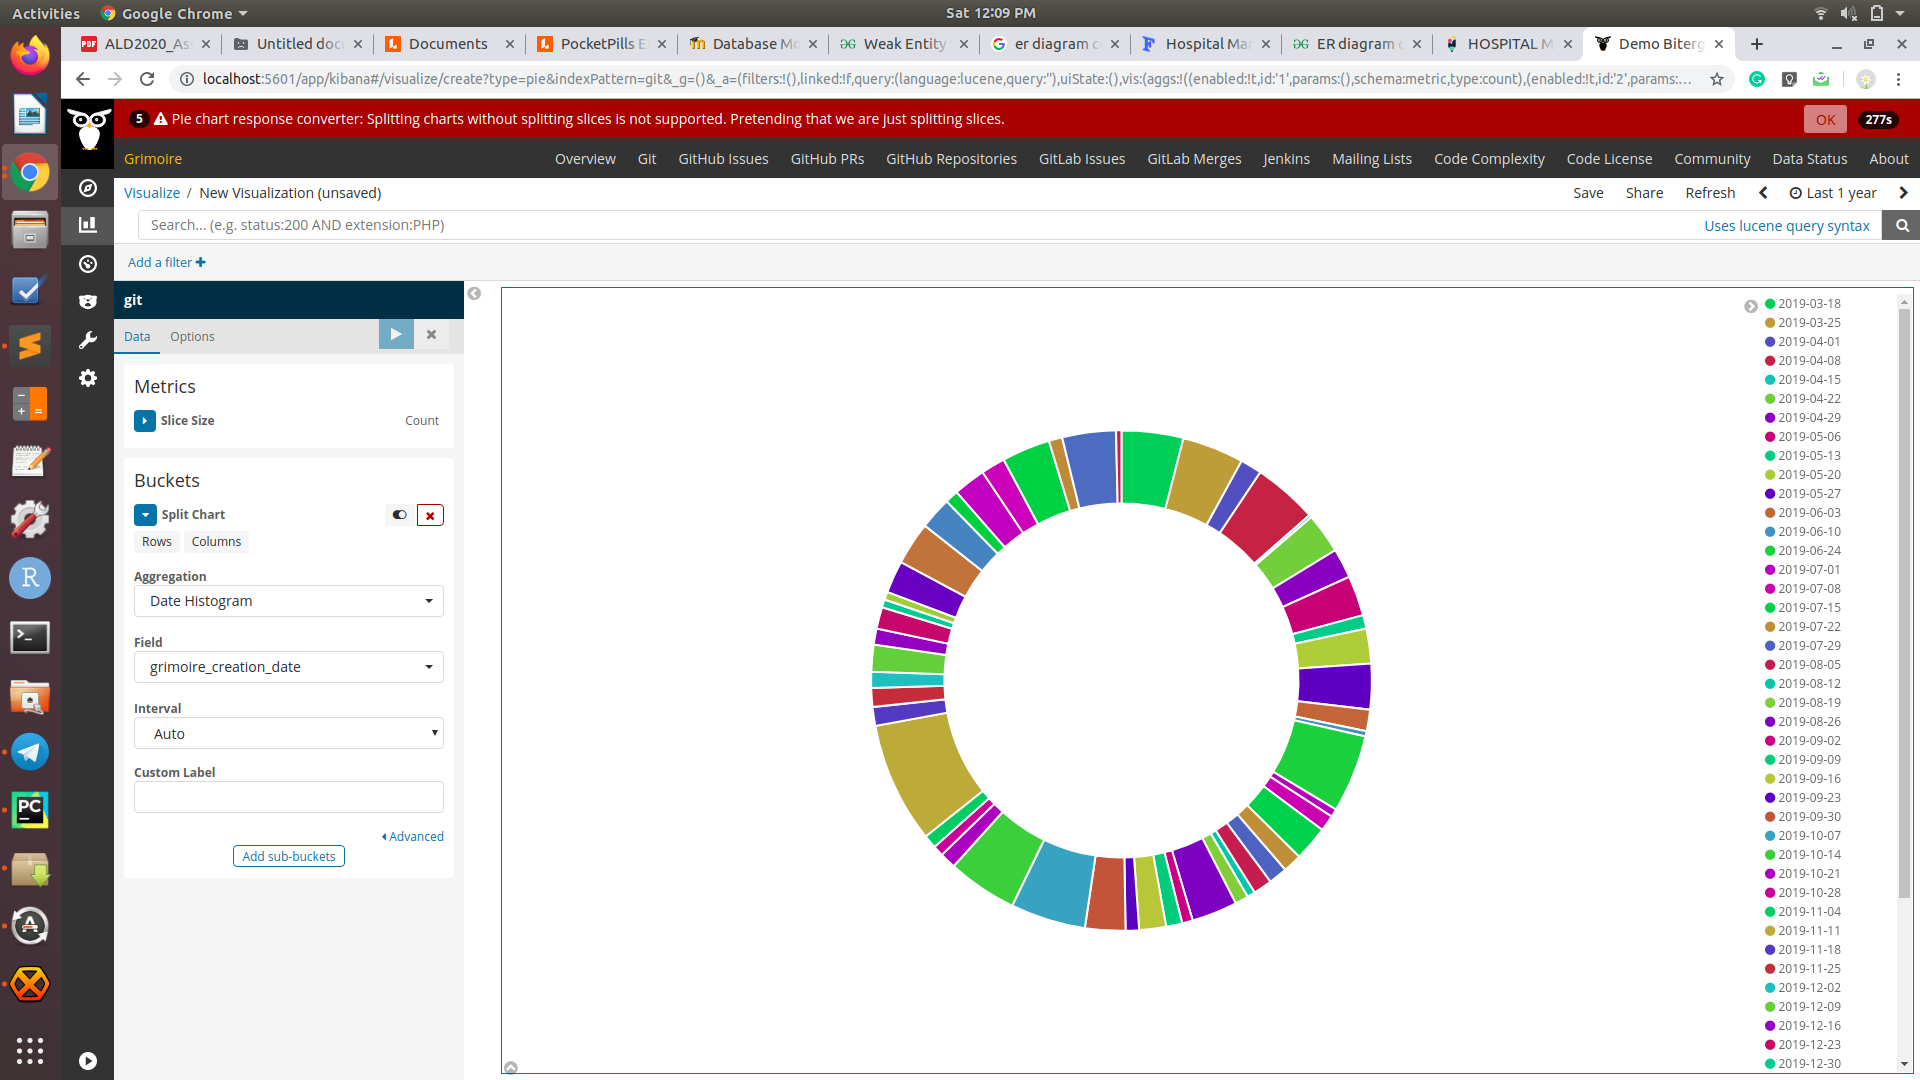 Activities Google Chrome Sat 12:09 PM
ALD2020_As Untitled doc Documents PocketPills E Database Mo Weak Entity er diagram c Hospital Man ER diagram o HOSPITAL M Demo Biterg
localhost:5601/app/kibana#/visualize/create?type=pie&indexPattern=git&_g=()&_a=(filters:!(),linked:!f,query:(language:lucene,query:''),uiState:(),vis:(aggs:!((enabled:!t,id:'1',params:(),schema:metric,type:count),(enabled:!t,id:'2',params:...
5 Pie chart response converter: Splitting charts without splitting slices is not supported. Pretending that we are just splitting slices. OK 277s
Grimoire Overview Git GitHub Issues GitHub PRs GitHub Repositories GitLab Issues GitLab Merges Jenkins Mailing Lists Code Complexity Code License Community Data Status About
Visualize / New Visualization (unsaved) Save Share Refresh Last 1 year
Search... (e.g. status:200 AND extension:PHP) Uses lucene query syntax
Add a filter
git
Data Options
Metrics
Slice Size Count
Buckets
Split Chart
Rows Columns
Aggregation
Date Histogram
Field
grimoire_creation_date
Interval
Auto
Custom Label
Advanced
Add sub-buckets
2019-03-18
2019-03-25
2019-04-01
2019-04-08
2019-04-15
2019-04-22
2019-04-29
2019-05-06
2019-05-13
2019-05-20
2019-05-27
2019-06-03
2019-06-10
2019-06-24
2019-07-01
2019-07-08
2019-07-15
2019-07-22
2019-07-29
2019-08-05
2019-08-12
2019-08-19
2019-08-26
2019-09-02
2019-09-09
2019-09-16
2019-09-23
2019-09-30
2019-10-07
2019-10-14
2019-10-21
2019-10-28
2019-11-04
2019-11-11
2019-11-18
2019-11-25
2019-12-02
2019-12-09
2019-12-16
2019-12-23
2019-12-30